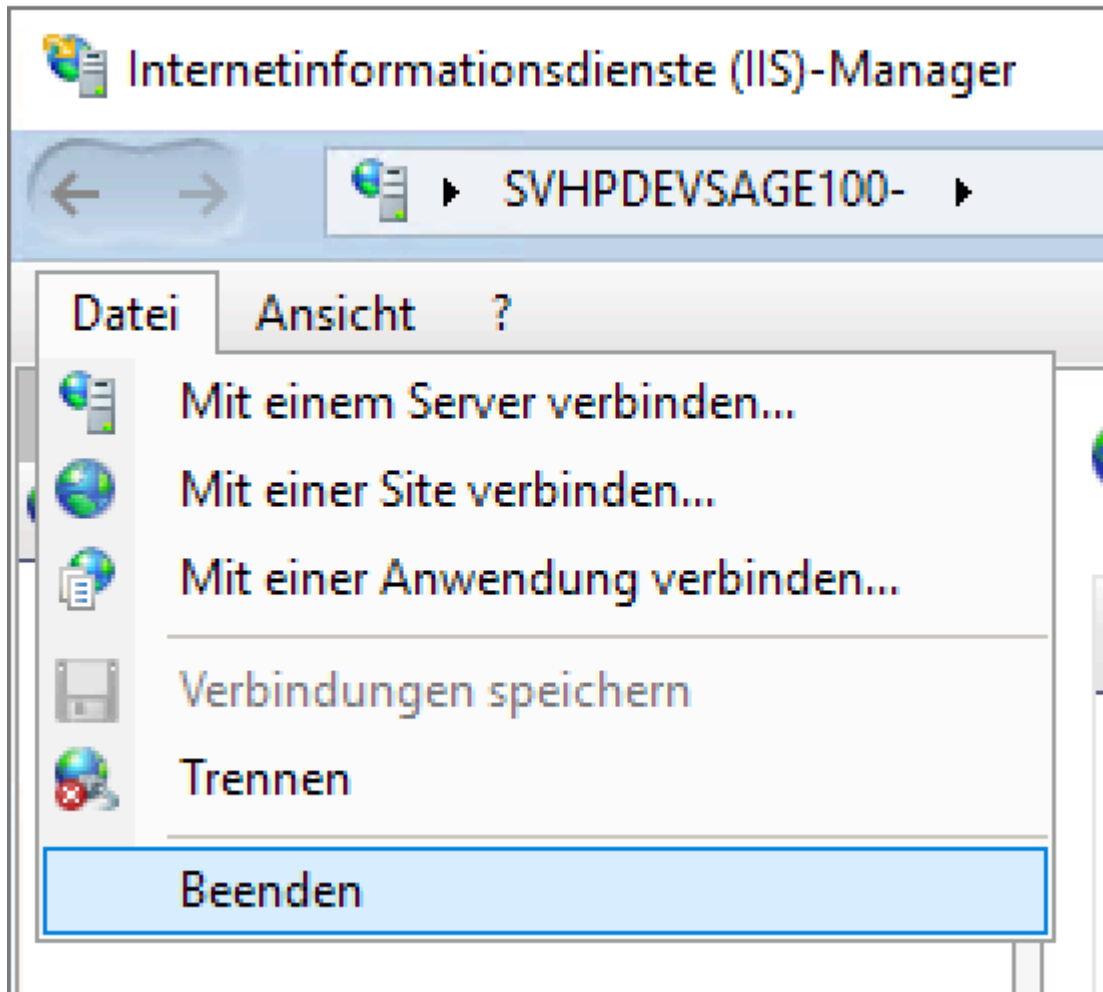 Internetinformationsdienste (IIS)-Manager
SVHPDEVSAGE100-
Datei Ansicht ?
Mit einem Server verbinden...
Mit einer Site verbinden...
Mit einer Anwendung verbinden...
Verbindungen speichern
Trennen
Beenden